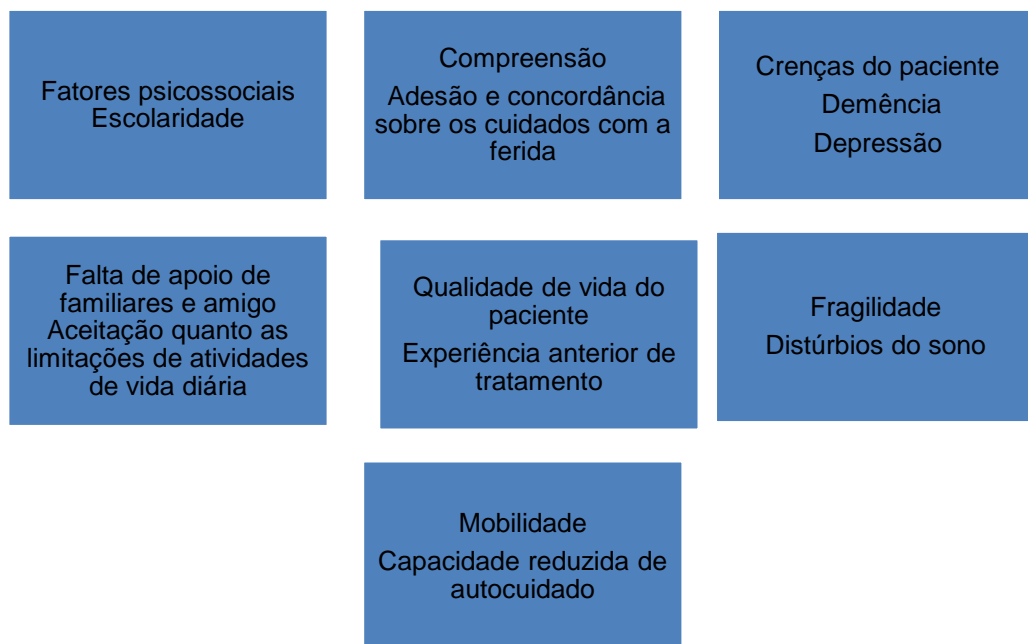 Fatores psicossociais
Escolaridade
Compreensão
Adesão e concordância
sobre os cuidados com a
ferida
Crenças do paciente
Demência
Depressão
Falta de apoio de
familiares e amigo
Aceitação quanto as
limitações de atividades
de vida diária
Qualidade de vida do
paciente
Experiência anterior de
tratamento
Fragilidade
Distúrbios do sono
Mobilidade
Capacidade reduzida de
autocuidado